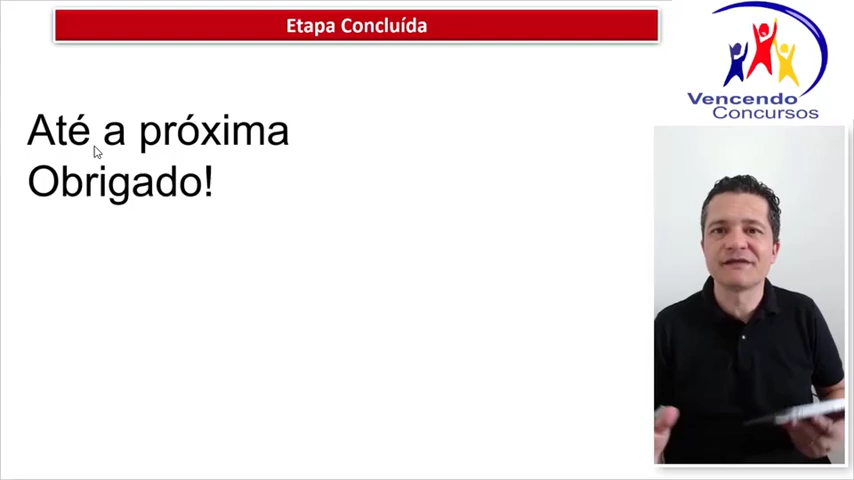 Etapa Concluída
Vencendo
Concursos
Até a próxima
Obrigado!